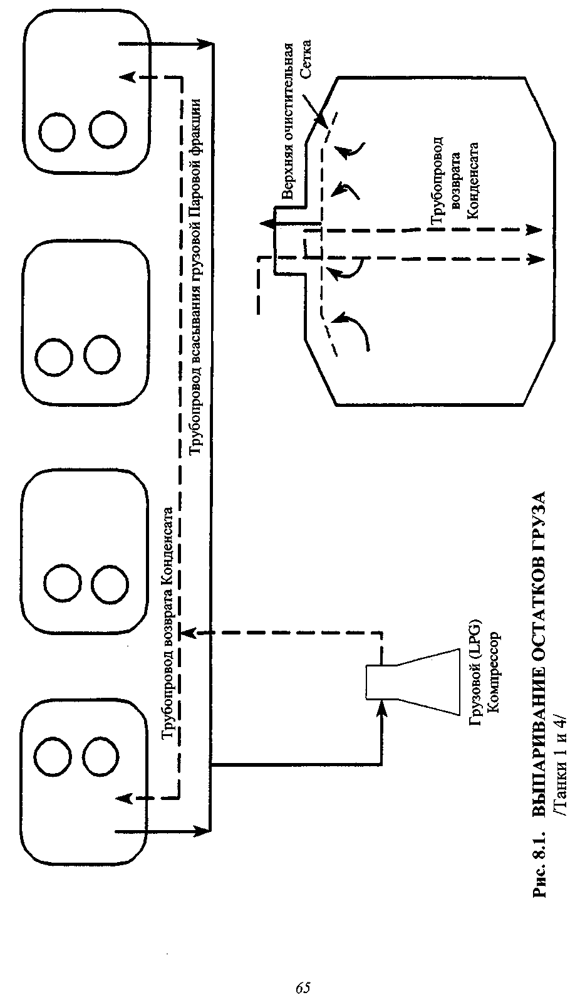 Трубопровод возврата Конденсата
Трубопровод всасывания грузовой Паровой фракции
Верхняя очистительная
Сетка
Трубопровод
возврата
Конденсата
Грузовой (LPG)
Компрессор
Рис. 8.1. ВЫПАРИВАНИЕ ОСТАТКОВ ГРУЗА
/Танки 1 и 4/
65